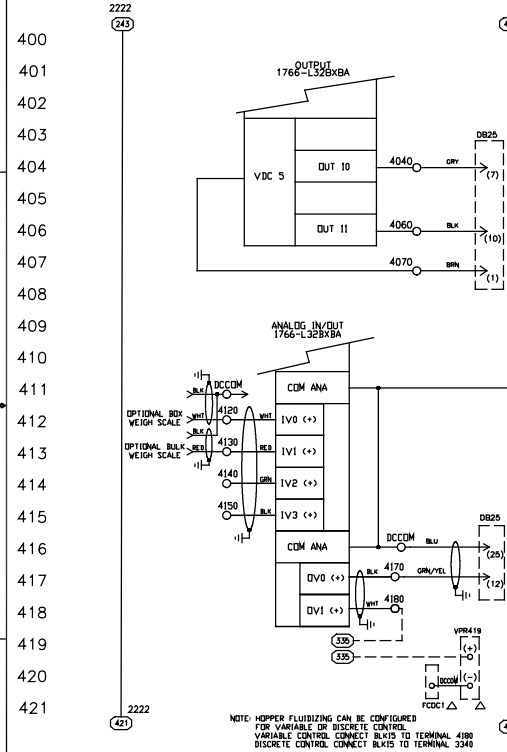 2222
243
400
401
OUTPUT
1766-L32BXBA
402
403
DB25
404
VDC 5
OUT 10
4040
GRY
(7)
405
406
OUT 11
4060
BLK
(10)
407
4070
BRN
(1)
408
409
ANALOG IN/OUT
1766-L32BXBA
410
411
BLK
DCCOM
COM ANA
412
OPTIONAL BOX
WEIGH SCALE
WHT
4120
WHT
IV0 (+)
BLK
413
OPTIONAL BULK
WEIGH SCALE
RED
4130
RED
IV1 (+)
414
4140
GRN
IV2 (+)
415
4150
BLK
IV3 (+)
DB25
416
COM ANA
DCCOM
BLU
(25)
417
OV0 (+)
BLK
4170
GRN/YEL
(12)
418
OV1 (+)
WHT
4180
419
335
335
VPR419
(+)
420
DCCOM
(-)
FCDC1
421
2222
421
NOTE: HOPPER FLUIDIZING CAN BE CONFIGURED
FOR VARIABLE OR DISCRETE CONTROL
VARIABLE CONTROL CONNECT BLK15 TO TERMINAL 4180
DISCRETE CONTROL CONNECT BLK15 TO TERMINAL 3340